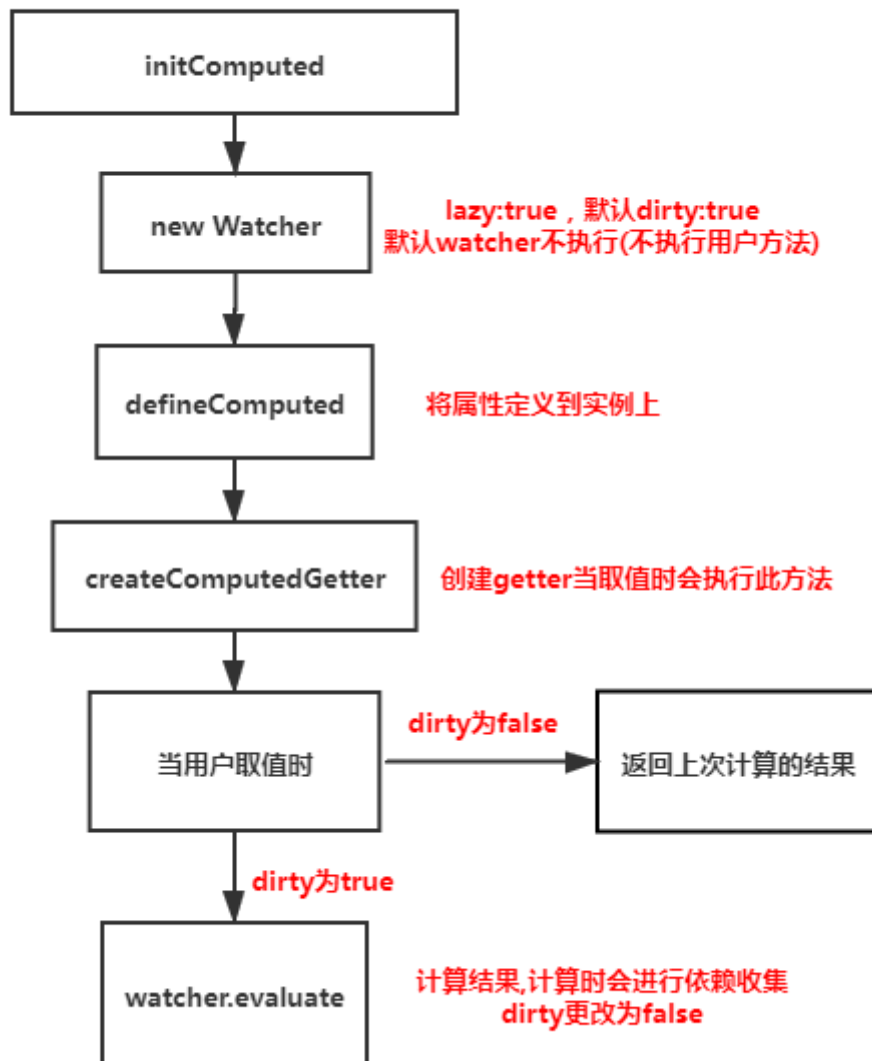 initComputed
new Watcher
lazy:true，默认dirty:true
默认watcher不执行(不执行用户方法)
defineComputed
将属性定义到实例上
createComputedGetter
创建getter当取值时会执行此方法
当用户取值时
dirty为false
返回上次计算的结果
dirty为true
watcher.evaluate
计算结果,计算时会进行依赖收集
dirty更改为false